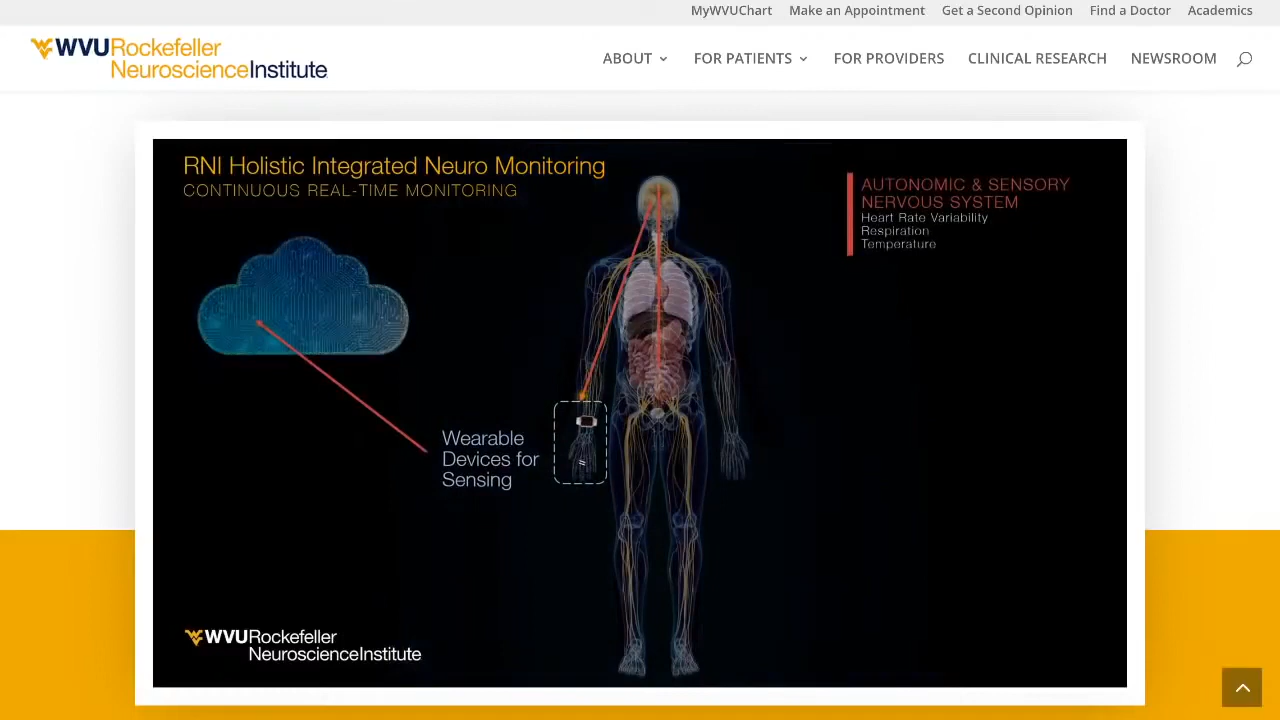 MyWVUChart Make an Appointment Get a Second Opinion Find a Doctor Academics
WVURockefeller
NeuroscienceInstitute
ABOUT FOR PATIENTS FOR PROVIDERS CLINICAL RESEARCH NEWSROOM
RNI Holistic Integrated Neuro Monitoring
CONTINUOUS REAL-TIME MONITORING
AUTONOMIC & SENSORY
NERVOUS SYSTEM
Heart Rate Variability
Respiration
Temperature
Wearable
Devices for
Sensing
WVURockefeller
NeuroscienceInstitute